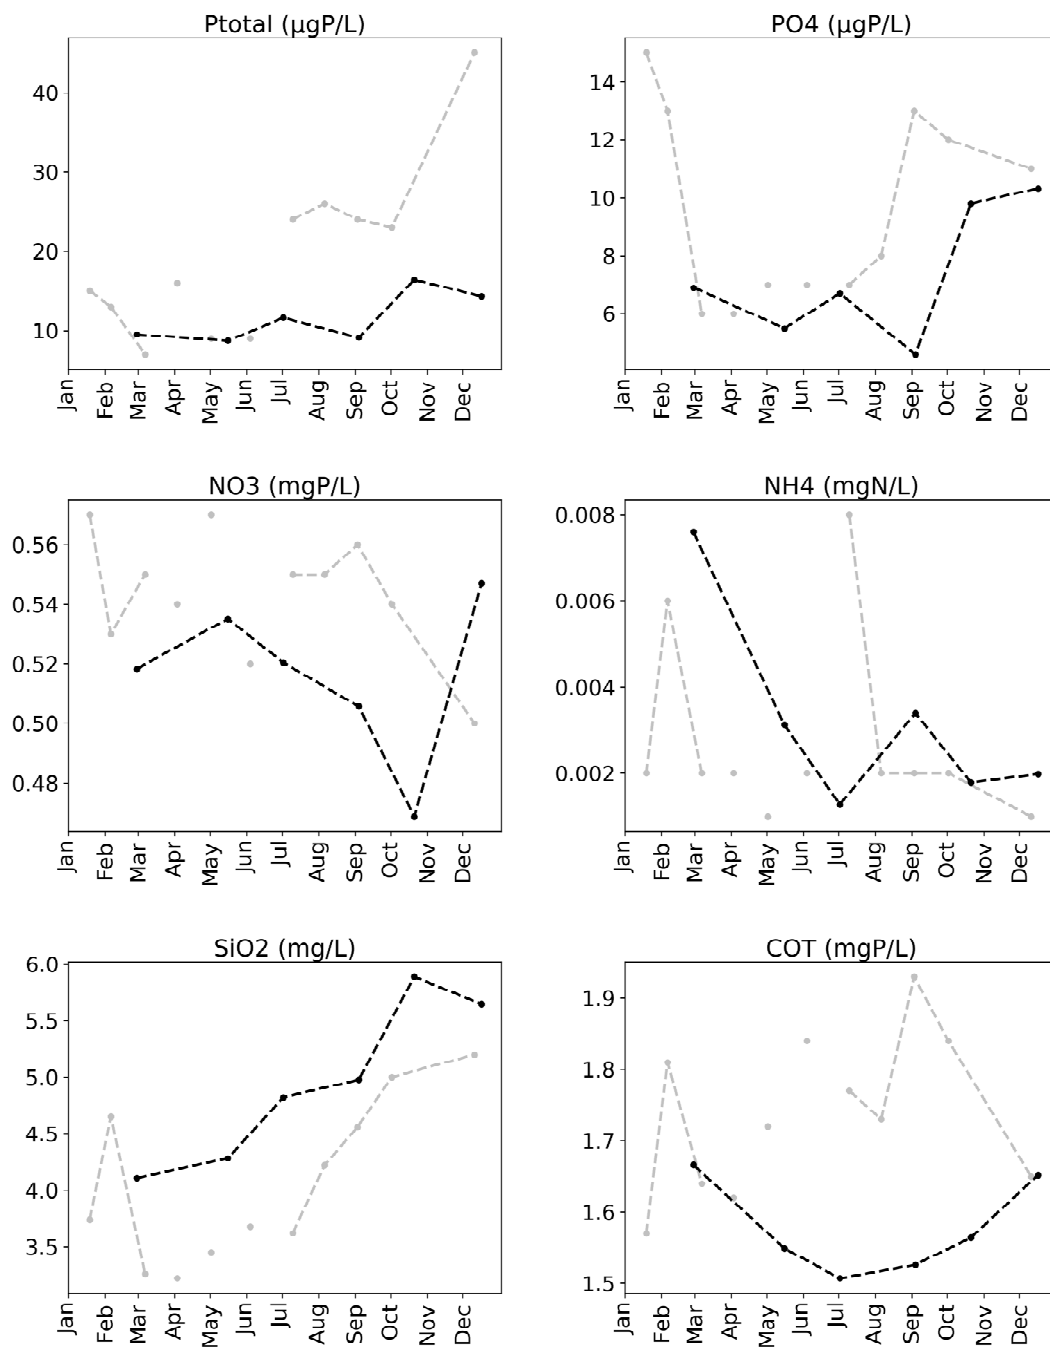 Ptotal (µgP/L)
40
30
20
10
Jan Feb Mar Apr May Jun Jul Aug Sep Oct Nov Dec
PO4 (µgP/L)
14
12
10
8
6
Jan Feb Mar Apr May Jun Jul Aug Sep Oct Nov Dec
NO3 (mgP/L)
0.56
0.54
0.52
0.50
0.48
Jan Feb Mar Apr May Jun Jul Aug Sep Oct Nov Dec
NH4 (mgN/L)
0.008
0.006
0.004
0.002
Jan Feb Mar Apr May Jun Jul Aug Sep Oct Nov Dec
SiO2 (mg/L)
6.0
5.5
5.0
4.5
4.0
3.5
Jan Feb Mar Apr May Jun Jul Aug Sep Oct Nov Dec
COT (mgP/L)
1.9
1.8
1.7
1.6
1.5
Jan Feb Mar Apr May Jun Jul Aug Sep Oct Nov Dec